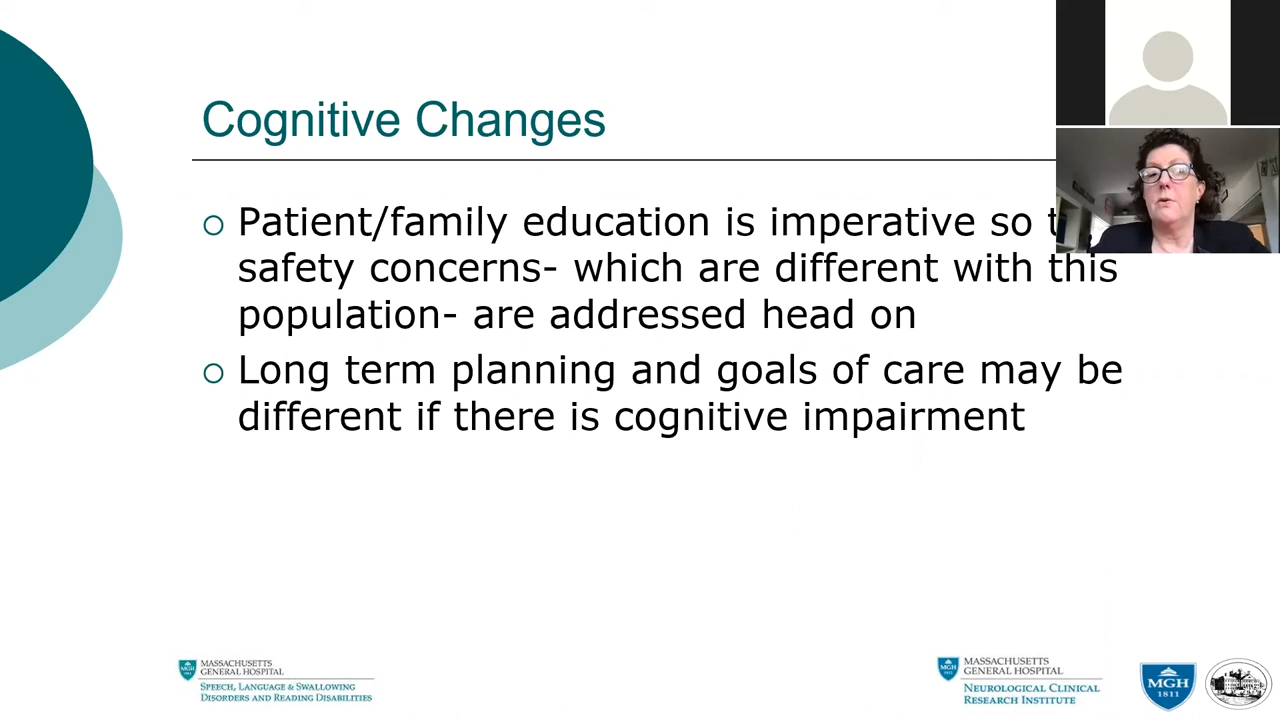 Cognitive Changes
Patient/family education is imperative so
safety concerns- which are different with this
population- are addressed head on
Long term planning and goals of care may be
different if there is cognitive impairment
MASSACHUSETTS
GENERAL HOSPITAL
SPEECH, LANGUAGE & SWALLOWING
DISORDERS AND READING DISABILITIES
MASSACHUSETTS
GENERAL HOSPITAL
NEUROLOGICAL CLINICAL
RESEARCH INSTITUTE
MGH
1811